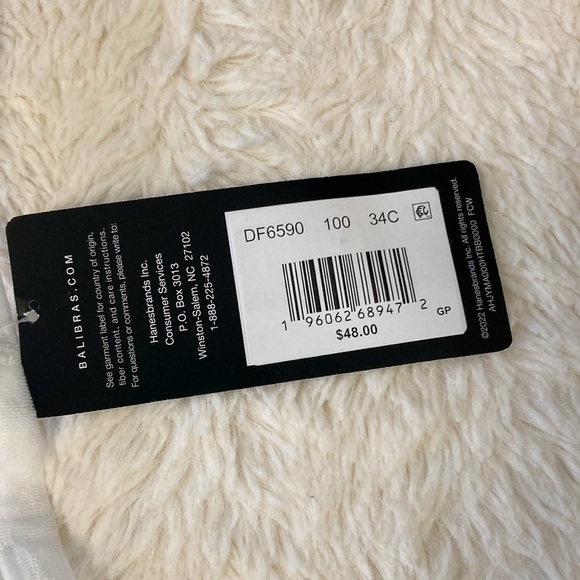 BALIBRAS.COM
See garment label for country of origin,
fiber content, and care instructions.
For questions or comments, please write to:
Hanesbrands Inc.
Consumer Services
P.O. Box 3013
Winston-Salem, NC 27102
1-888-225-4872
DF6590 100 34C
1 96062 68947 2
GP
$48.00
©2022 Hanesbrands Inc. All rights reserved.
AHJYMA000HTBB0000 FCW